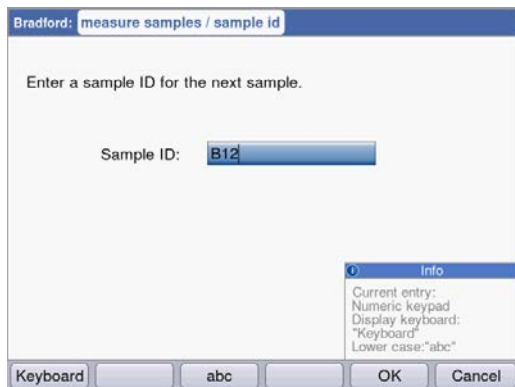 Bradford: measure samples / sample id
Enter a sample ID for the next sample.
Sample ID: B12
Info
Current entry:
Numeric keypad
Display keyboard:
"Keyboard"
Lower case:"abc"
Keyboard abc OK Cancel